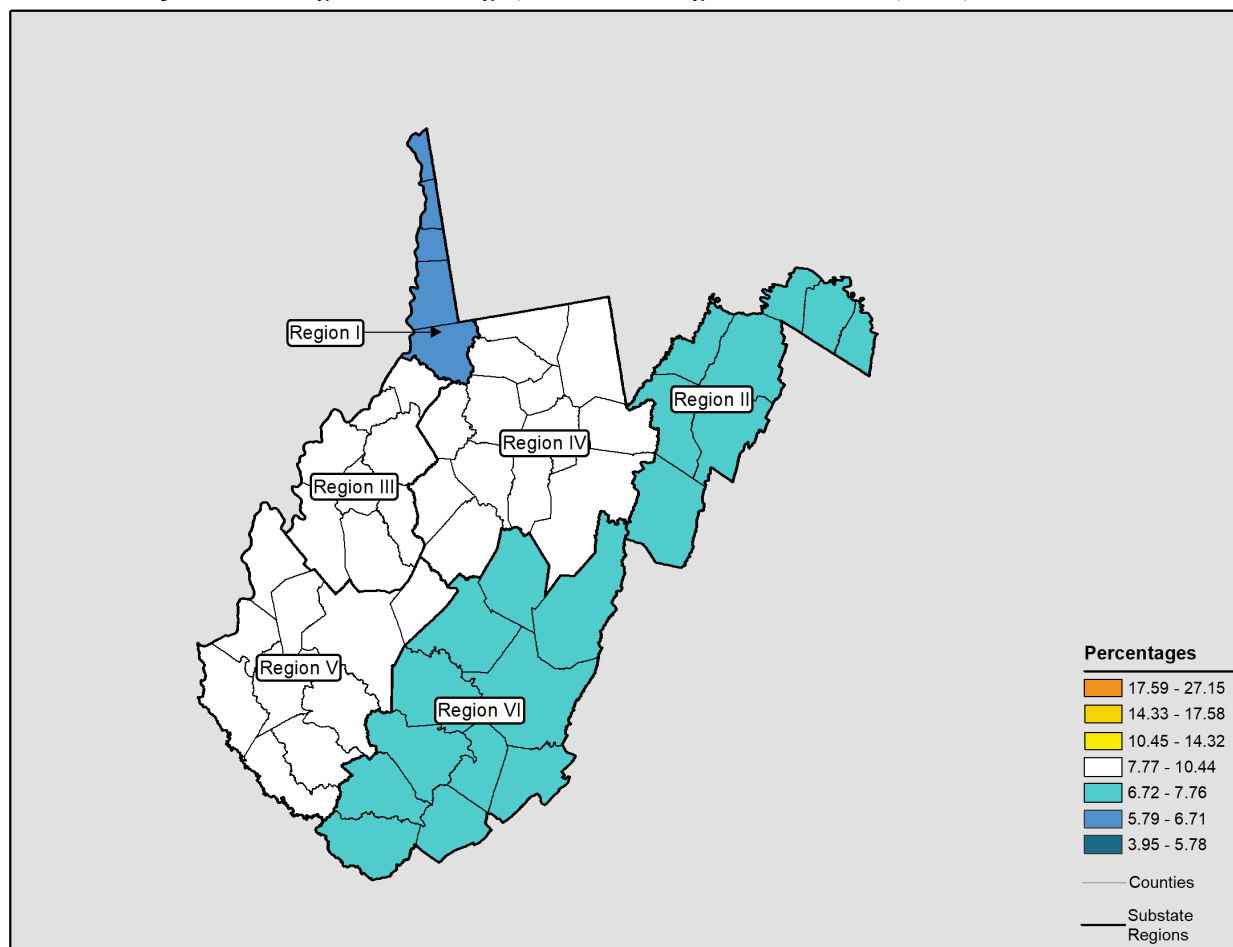 Region I
Region II
Region IV
Region III
Region V
Region VI
Percentages
17.59 - 27.15
14.33 - 17.58
10.45 - 14.32
7.77 - 10.44
6.72 - 7.76
5.79 - 6.71
3.95 - 5.78
Counties
Substate
Regions